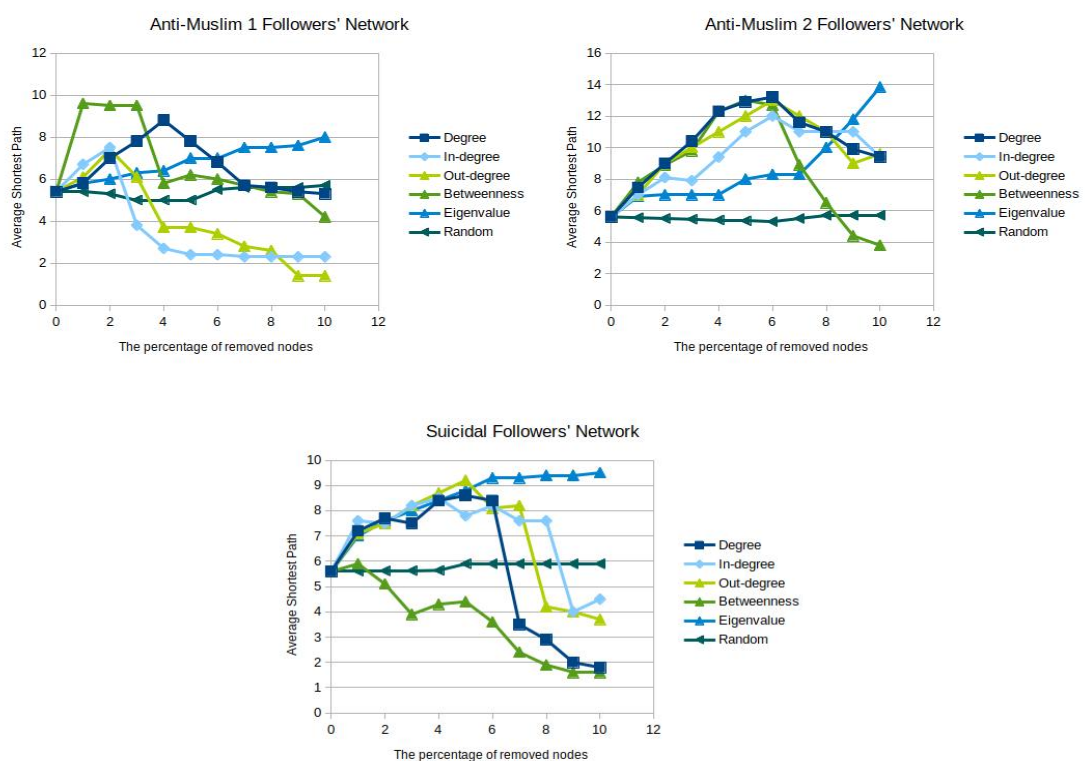 Anti-Muslim 1 Followers' Network
12
10
8
6
4
2
0
0 2 4 6 8 10 12
Average Shortest Path
The percentage of removed nodes
Degree
In-degree
Out-degree
Betweenness
Eigenvalue
Random
Anti-Muslim 2 Followers' Network
16
14
12
10
8
6
4
2
0
0 2 4 6 8 10 12
Average Shortest Path
The percentage of removed nodes
Degree
In-degree
Out-degree
Betweenness
Eigenvalue
Random
Suicidal Followers' Network
10
9
8
7
6
5
4
3
2
1
0
0 2 4 6 8 10 12
Average Shortest Path
The percentage of removed nodes
Degree
In-degree
Out-degree
Betweenness
Eigenvalue
Random